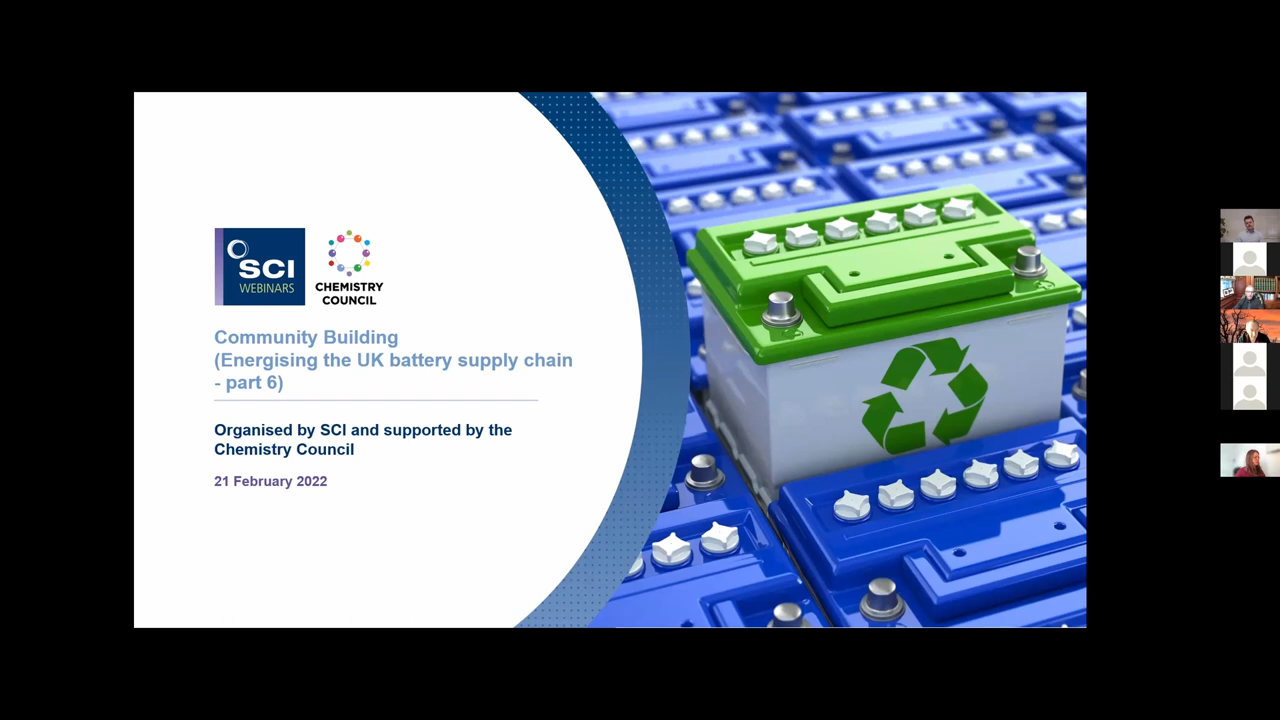 SCI
WEBINARS
CHEMISTRY
COUNCIL
Community Building
(Energising the UK battery supply chain
- part 6)
Organised by SCI and supported by the
Chemistry Council
21 February 2022